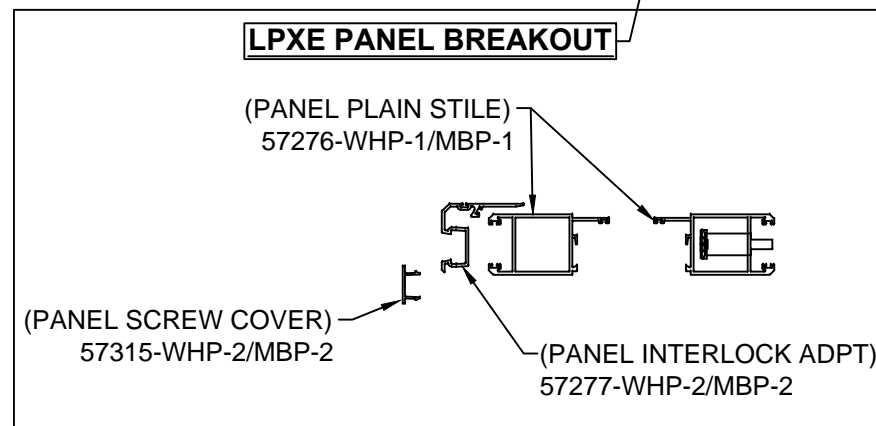 LPXE PANEL BREAKOUT
(PANEL PLAIN STILE)
57276-WHP-1/MBP-1
(PANEL SCREW COVER)
57315-WHP-2/MBP-2
(PANEL INTERLOCK ADPT)
57277-WHP-2/MBP-2